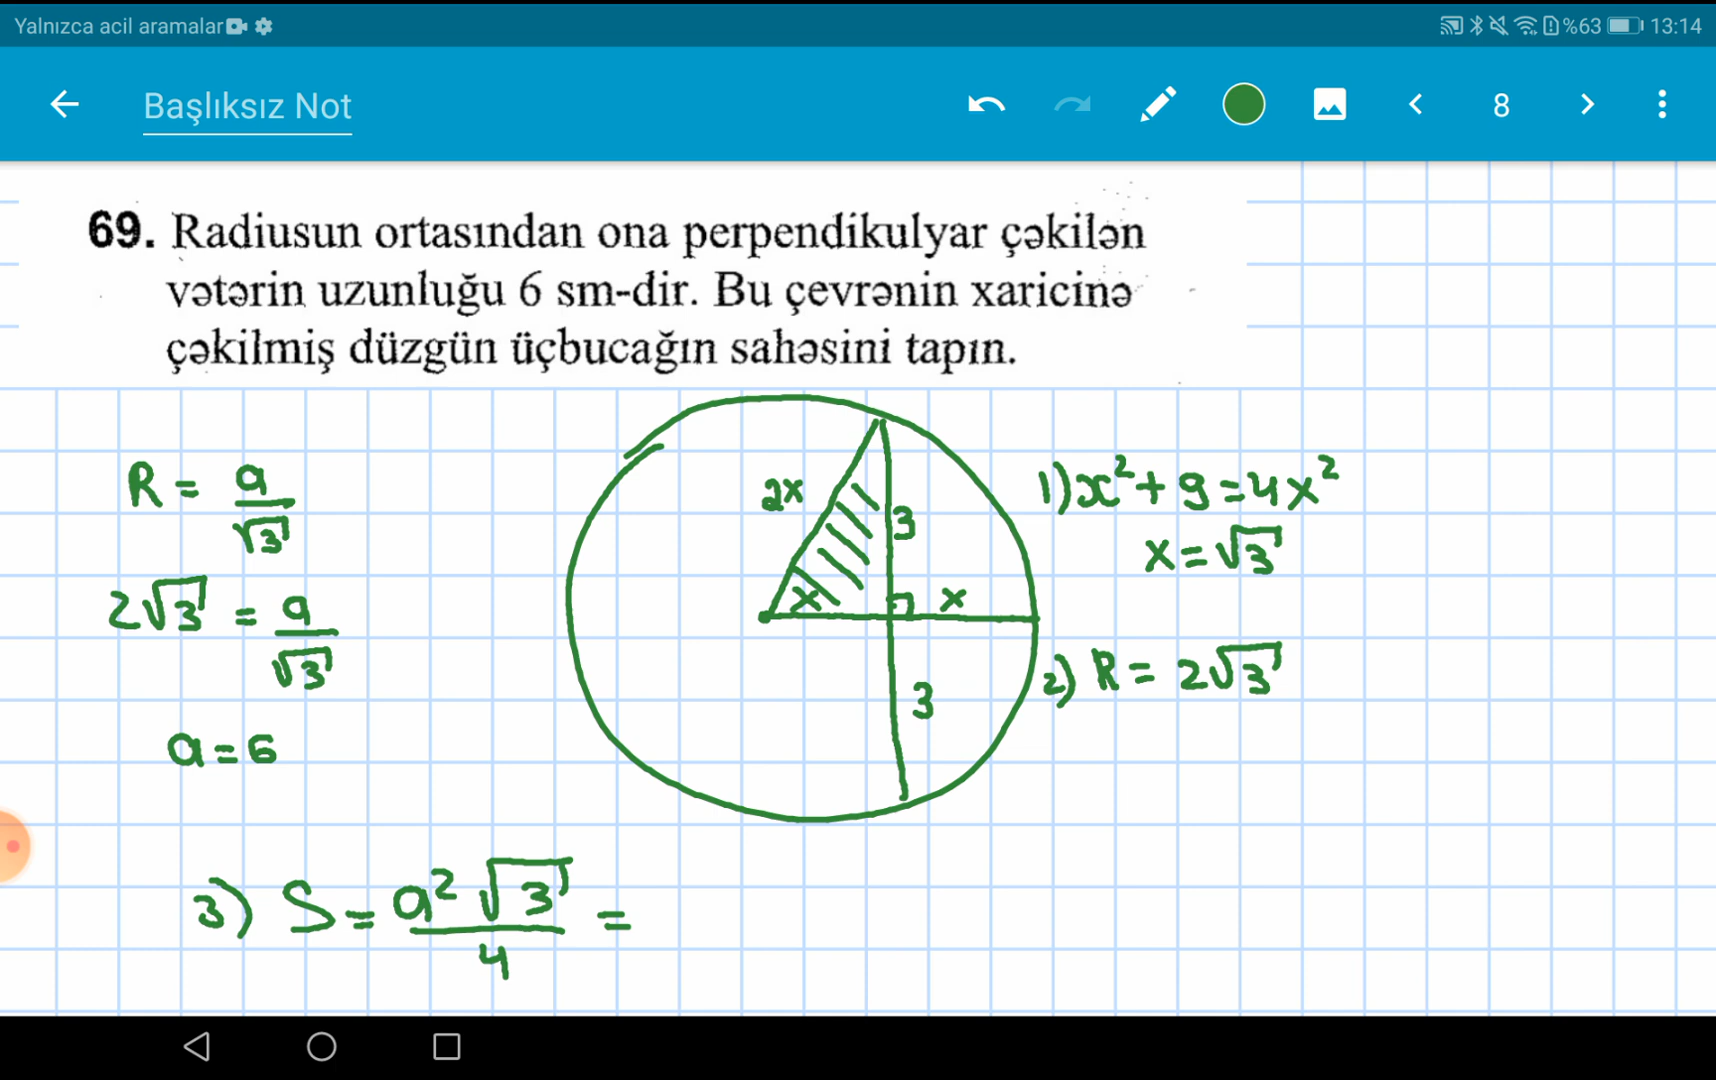 Yalnızca acil aramalar
%63 13:14
Başlıksız Not
8
69. Radiusun ortasından ona perpendikulyar çəkilən
vətərin uzunluğu 6 sm-dir. Bu çevrənin xaricinə
çəkilmiş düzgün üçbucağın sahəsini tapın.
R = a/√3
2√3 = a/√3
a = 6
2x
3
x
x
3
1) x² + 9 = 4x²
x = √3
2) R = 2√3
3) S = a²√3/4 =